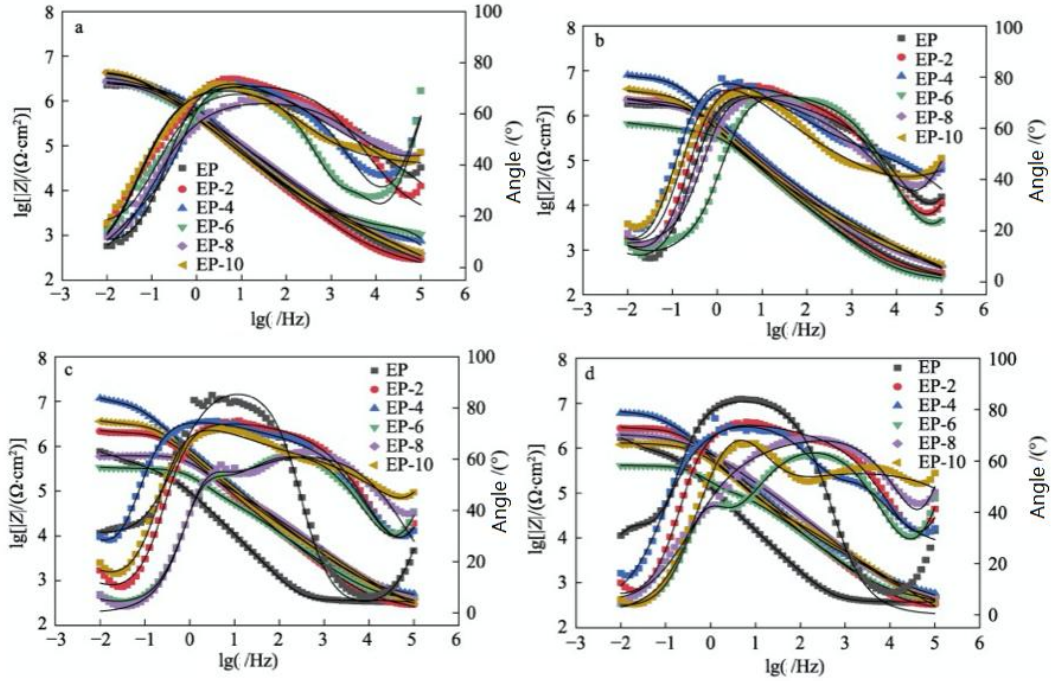 a
lg[|Z|/(Ω·cm²)]
8
7
6
5
4
3
2
−3 −2 −1 0 1 2 3 4 5 6
lg( /Hz)
100
80
60
40
20
0
Angle /(°)
EP
EP-2
EP-4
EP-6
EP-8
EP-10
b
lg[|Z|/(Ω·cm²)]
8
7
6
5
4
3
2
−3 −2 −1 0 1 2 3 4 5 6
lg( /Hz)
100
80
60
40
20
0
Angle /(°)
EP
EP-2
EP-4
EP-6
EP-8
EP-10
c
lg[|Z|/(Ω·cm²)]
8
7
6
5
4
3
2
−3 −2 −1 0 1 2 3 4 5 6
lg( /Hz)
100
80
60
40
20
0
Angle /(°)
EP
EP-2
EP-4
EP-6
EP-8
EP-10
d
lg[|Z|/(Ω·cm²)]
8
7
6
5
4
3
2
−3 −2 −1 0 1 2 3 4 5 6
lg( /Hz)
100
80
60
40
20
0
Angle /(°)
EP
EP-2
EP-4
EP-6
EP-8
EP-10